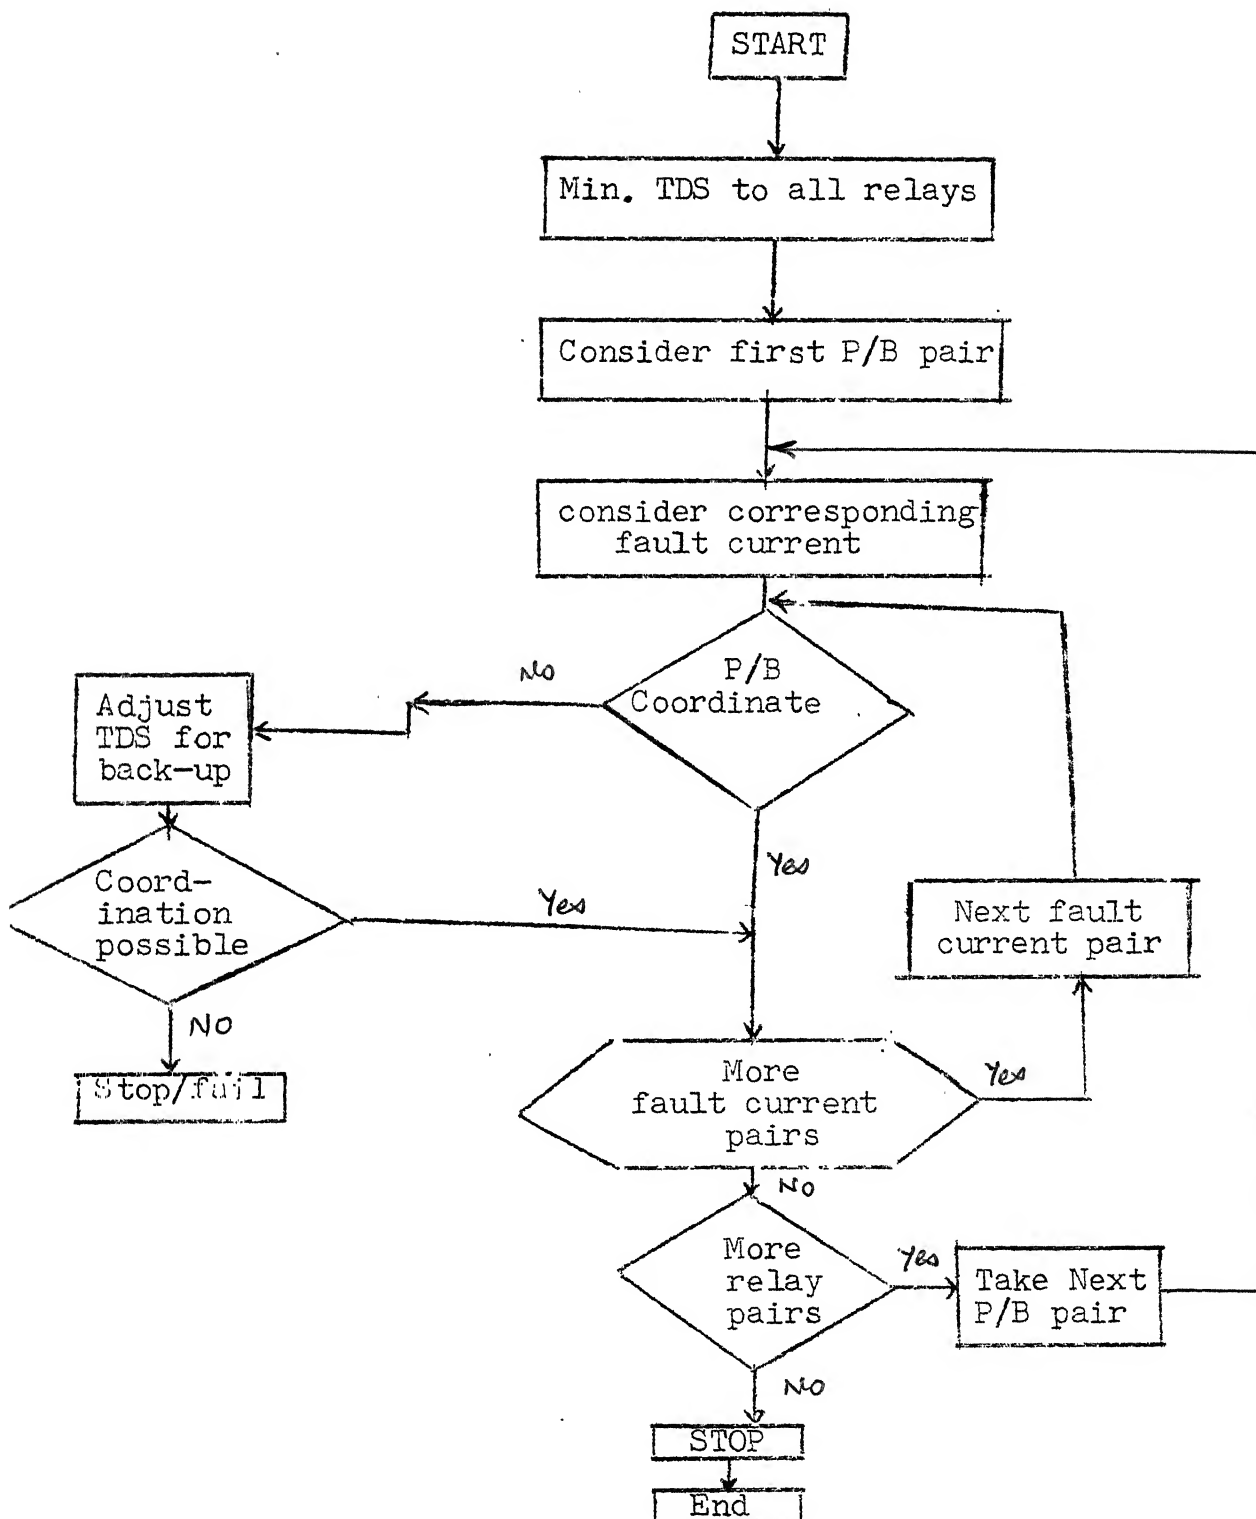 START
Min. TDS to all relays
Consider first P/B pair
consider corresponding
fault current
P/B
Coordinate
No
Adjust
TDS for
back-up
Yes
Coord-
ination
possible
Yes
Next fault
current pair
NO
Stop/fail
More
fault current
pairs
Yes
NO
More
relay
pairs
Yes
Take Next
P/B pair
NO
STOP
End